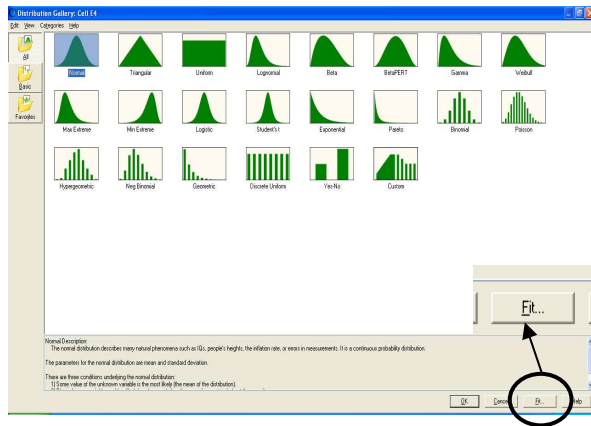 Distribution Gallery: Cell E4
Edit View Categories Help
All
Basic
Favorites
Normal Triangular Uniform Lognormal Beta BetaPERT Gamma Weibull
Max Extreme Min Extreme Logistic Student's t Exponential Pareto Binomial Poisson
Hypergeometric Neg Binomial Geometric Discrete Uniform Yes-No Custom
Fit...
Normal Description:
The normal distribution describes many natural phenomena such as IQs, people's heights, the inflation rate, or errors in measurements. It is a continuous probability distribution.
The parameters for the normal distribution are mean and standard deviation.
There are three conditions underlying the normal distribution:
1) Some value of the unknown variable is the most likely (the mean of the distribution).
OK Cancel Fit... Help